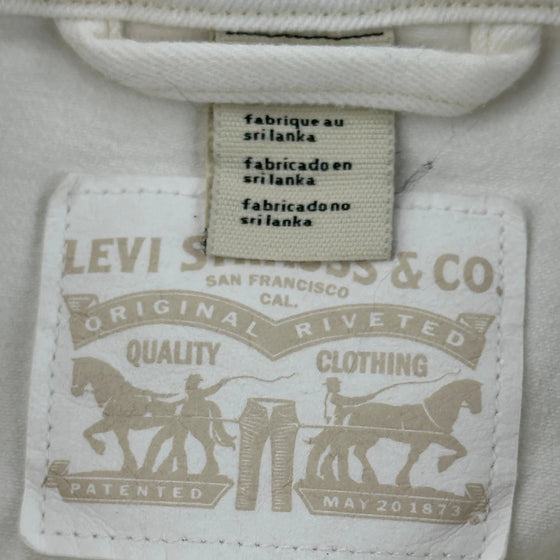 fabrique au
sri lanka
fabricado en
sri lanka
fabricado no
sri lanka
LEVI STRAUSS & CO.
SAN FRANCISCO
CAL.
ORIGINAL RIVETED
QUALITY CLOTHING
PATENTED MAY 20 1873